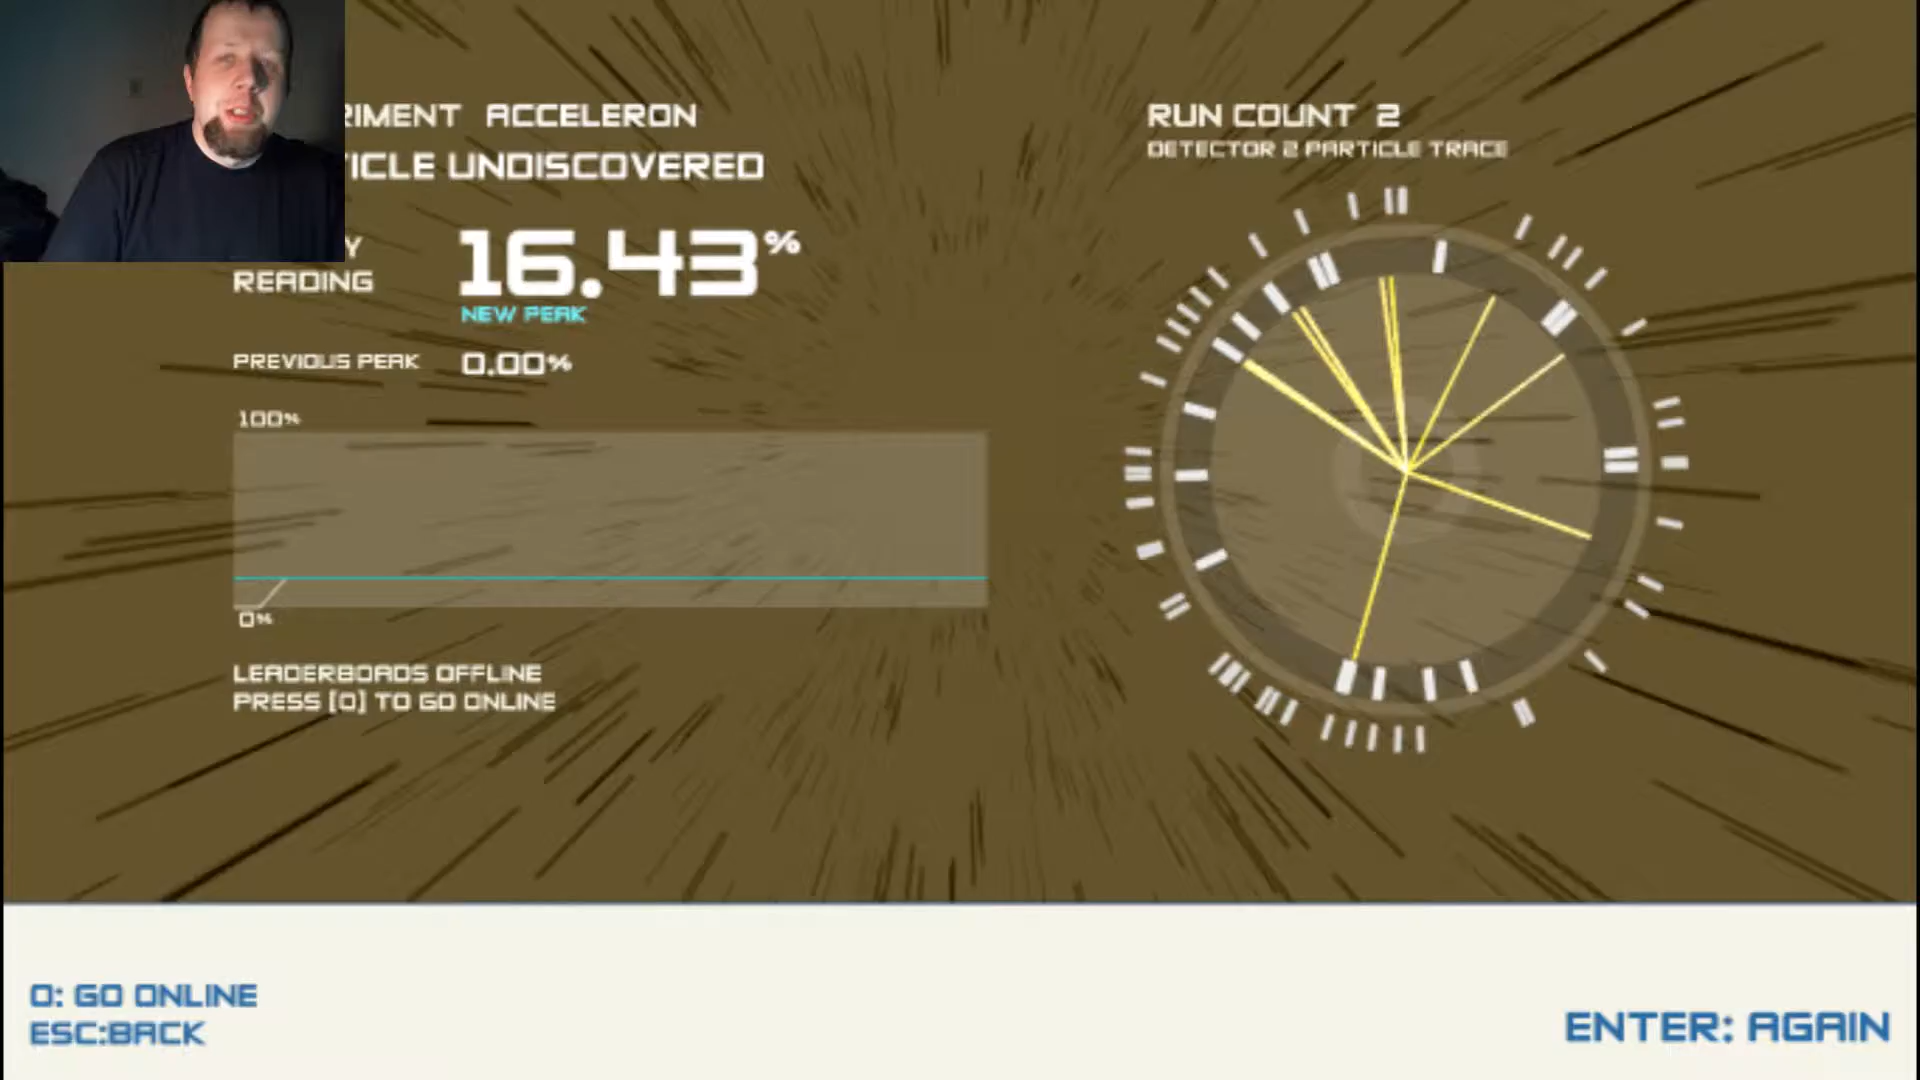 RIMENT ACCELERON
ICLE UNDISCOVERED
Y
READING
16.43%
NEW PEAK
PREVIOUS PEAK 0.00%
100%
0%
LEADERBOARDS OFFLINE
PRESS [O] TO GO ONLINE
RUN COUNT 2
DETECTOR 2 PARTICLE TRACE
O: GO ONLINE
ESC:BACK
ENTER: AGAIN